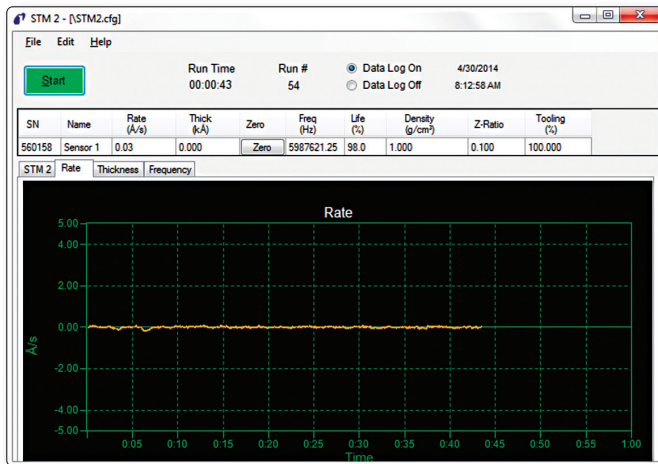 STM 2 - [\STM2.cfg]
File Edit Help
Start
Run Time Run # Data Log On 4/30/2014
00:00:43 54 Data Log Off 8:12:58 AM
SN Name Rate (Å/s) Thick (kÅ) Zero Freq (Hz) Life (%) Density (g/cm³) Z-Ratio Tooling (%)
560158 Sensor 1 0.03 0.000 Zero 5987621.25 98.0 1.000 0.100 100.000
STM 2 Rate Thickness Frequency
Rate
5.00
4.00
2.00
0.00
Å/s
-2.00
-4.00
-5.00
0:05 0:10 0:15 0:20 0:25 0:30 0:35 0:40 0:45 0:50 0:55 1:00
Time